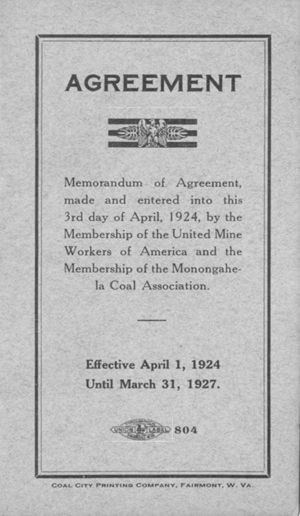 AGREEMENT
Memorandum of Agreement,
made and entered into this
3rd day of April, 1924, by the
Membership of the United Mine
Workers of America and the
Membership of the Monongahe-
la Coal Association.
Effective April 1, 1924
Until March 31, 1927.
UNION LABEL 804
COAL CITY PRINTING COMPANY, FAIRMONT, W. VA.